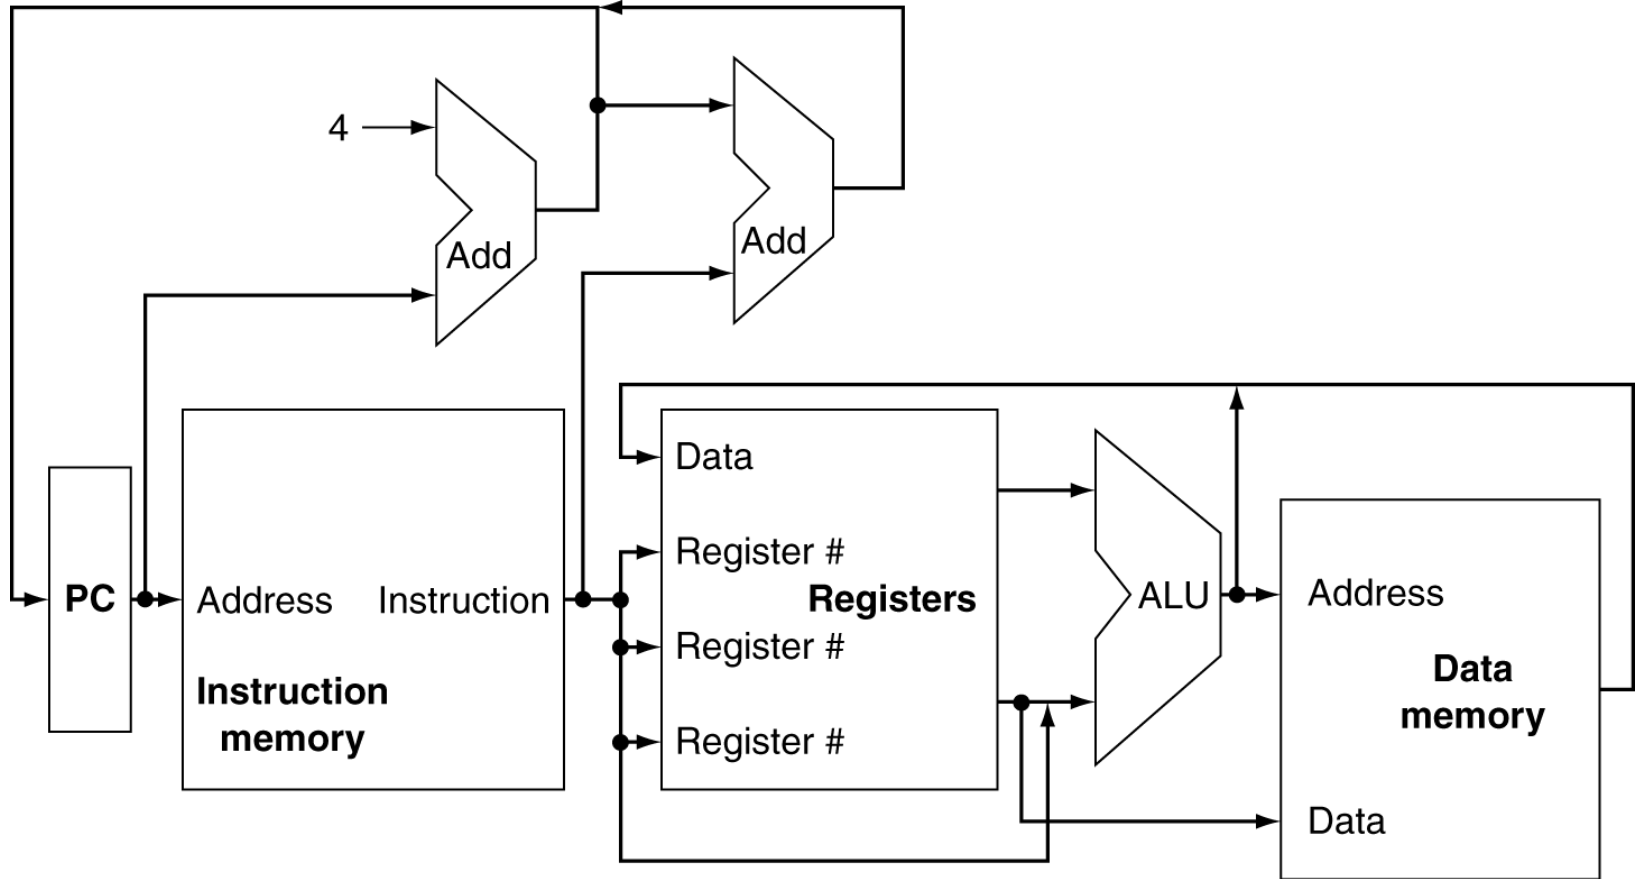 4
Add
Add
PC
Address
Instruction
Instruction
memory
Data
Register #
Registers
Register #
Register #
ALU
Address
Data
memory
Data